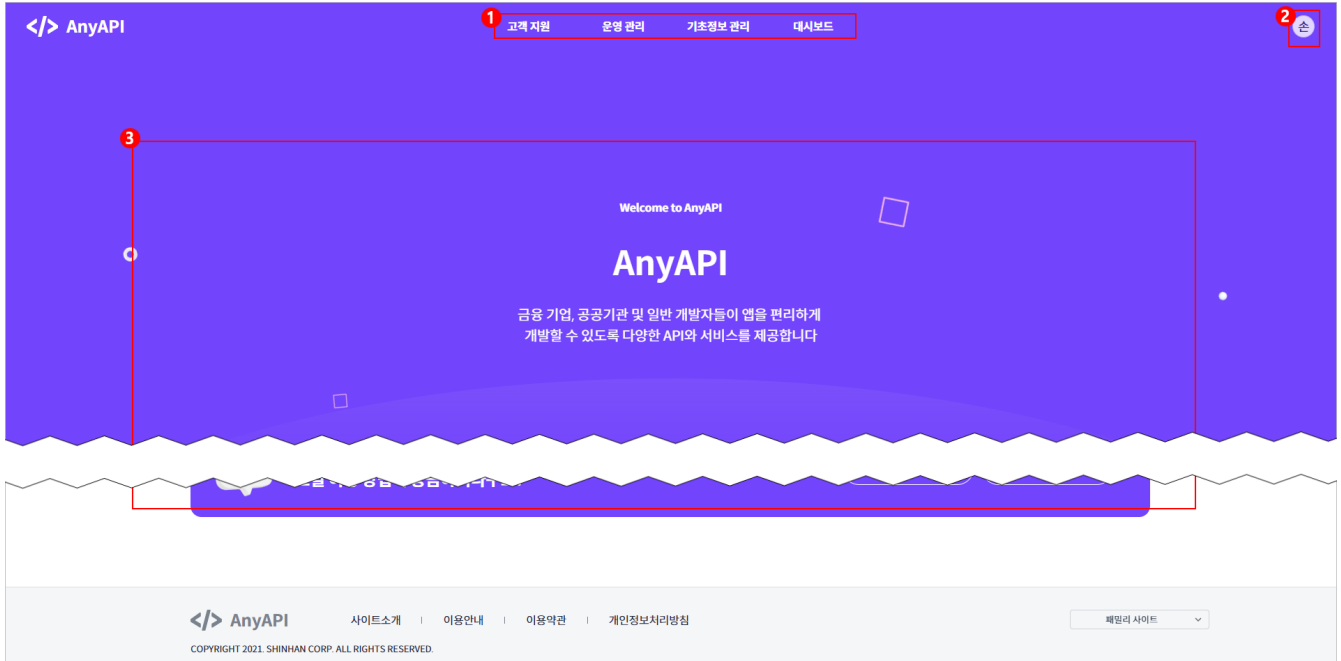 </> AnyAPI
1 고객 지원 운영 관리 기초정보 관리 대시보드
2 손
3
Welcome to AnyAPI
AnyAPI
금융 기업, 공공기관 및 일반 개발자들이 앱을 편리하게
개발할 수 있도록 다양한 API와 서비스를 제공합니다
</> AnyAPI 사이트소개 | 이용안내 | 이용약관 | 개인정보처리방침 패밀리 사이트
COPYRIGHT 2021. SHINHAN CORP. ALL RIGHTS RESERVED.